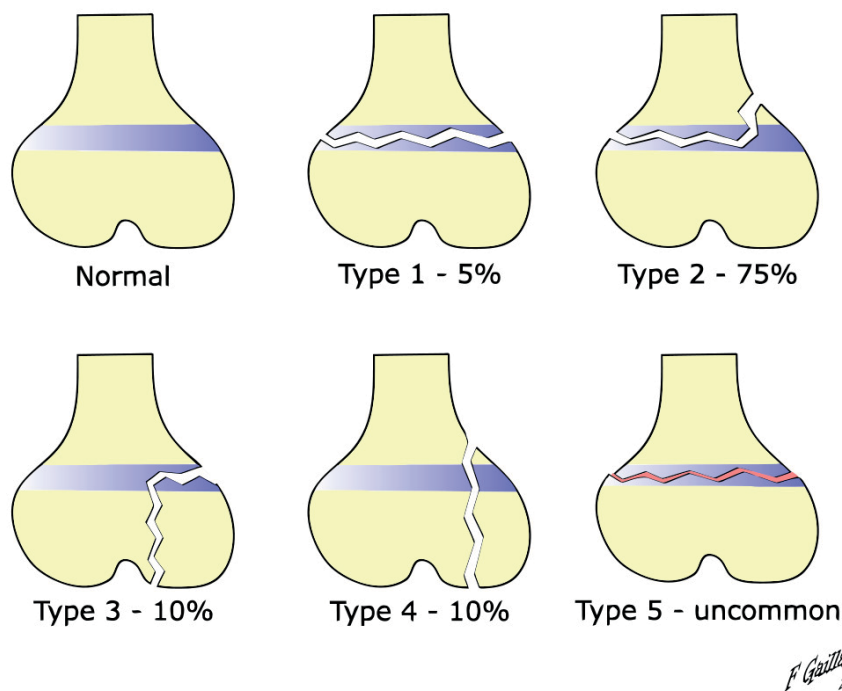 Normal
Type 1 - 5%
Type 2 - 75%
Type 3 - 10%
Type 4 - 10%
Type 5 - uncommon
F